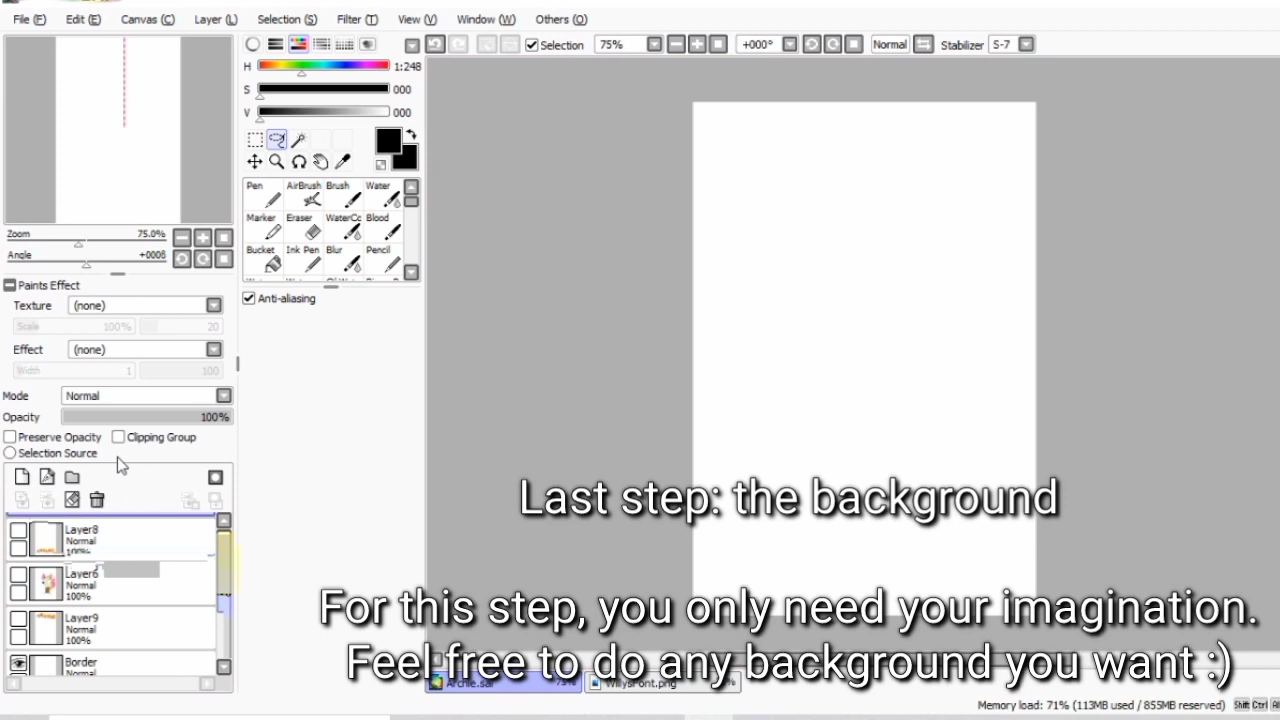 File (F) Edit (E) Canvas (C) Layer (L) Selection (S) Filter (T) View (V) Window (W) Others (O)
Selection 75% +000° Normal Stabilizer S-7
H 1:248
S 000
V 000
Pen AirBrush Brush Water
Marker Eraser WaterCc Blood
Bucket Ink Pen Blur Pencil
Anti-aliasing
Zoom 75.0%
Angle +0008
Paints Effect
Texture (none)
Scale 100% 20
Effect (none)
Width 1 100
Mode Normal
Opacity 100%
Preserve Opacity Clipping Group
Selection Source
Layer8
Normal
100%
Layer6
Normal
100%
Layer9
Normal
100%
Border
Normal
Last step: the background
For this step, you only need your imagination.
Feel free to do any background you want :)
Archie.sai 75% WillysFont.png
Memory load: 71% (113MB used / 855MB reserved) Shift Ctrl